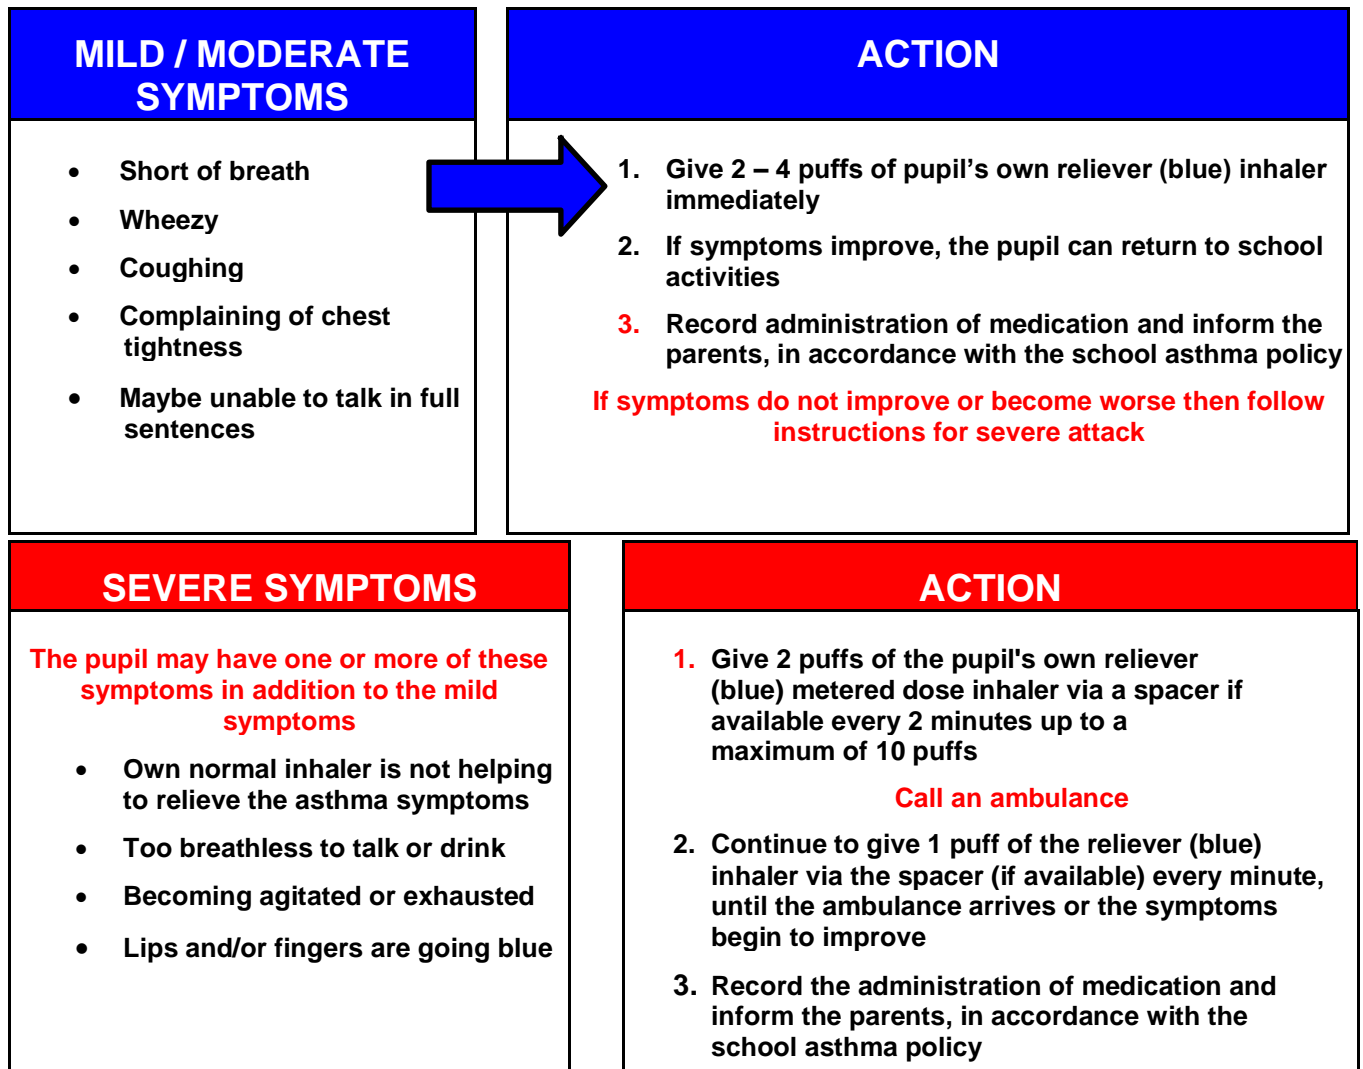 MILD / MODERATE
SYMPTOMS
• Short of breath
• Wheezy
• Coughing
• Complaining of chest
tightness
• Maybe unable to talk in full
sentences
ACTION
1. Give 2 – 4 puffs of pupil’s own reliever (blue) inhaler
immediately
2. If symptoms improve, the pupil can return to school
activities
3. Record administration of medication and inform the
parents, in accordance with the school asthma policy
If symptoms do not improve or become worse then follow
instructions for severe attack
SEVERE SYMPTOMS
The pupil may have one or more of these
symptoms in addition to the mild
symptoms
• Own normal inhaler is not helping
to relieve the asthma symptoms
• Too breathless to talk or drink
• Becoming agitated or exhausted
• Lips and/or fingers are going blue
ACTION
1. Give 2 puffs of the pupil's own reliever
(blue) metered dose inhaler via a spacer if
available every 2 minutes up to a
maximum of 10 puffs
Call an ambulance
2. Continue to give 1 puff of the reliever (blue)
inhaler via the spacer (if available) every minute,
until the ambulance arrives or the symptoms
begin to improve
3. Record the administration of medication and
inform the parents, in accordance with the
school asthma policy